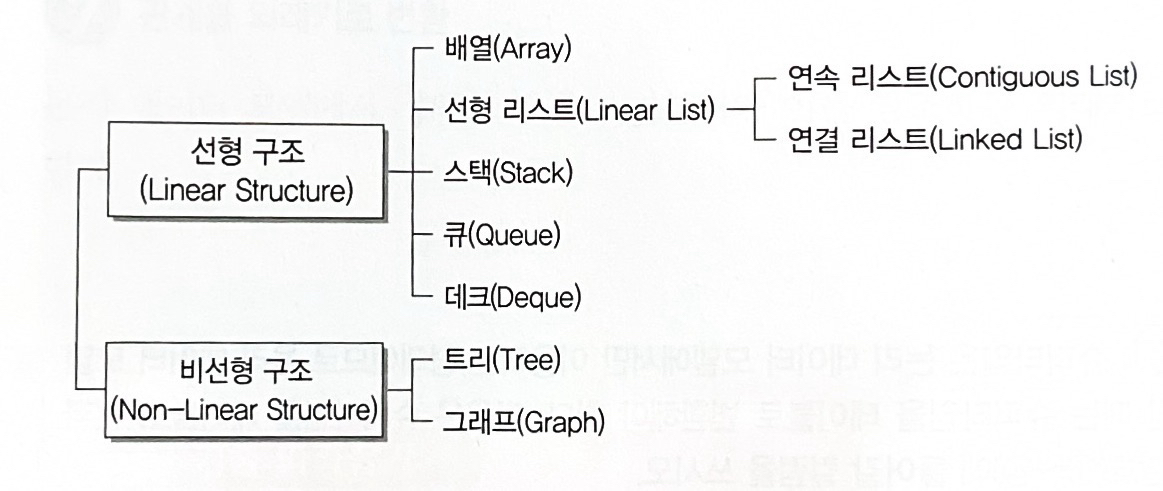 배열(Array)
선형 리스트(Linear List)
연속 리스트(Contiguous List)
연결 리스트(Linked List)
선형 구조
(Linear Structure)
스택(Stack)
큐(Queue)
데크(Deque)
비선형 구조
(Non-Linear Structure)
트리(Tree)
그래프(Graph)